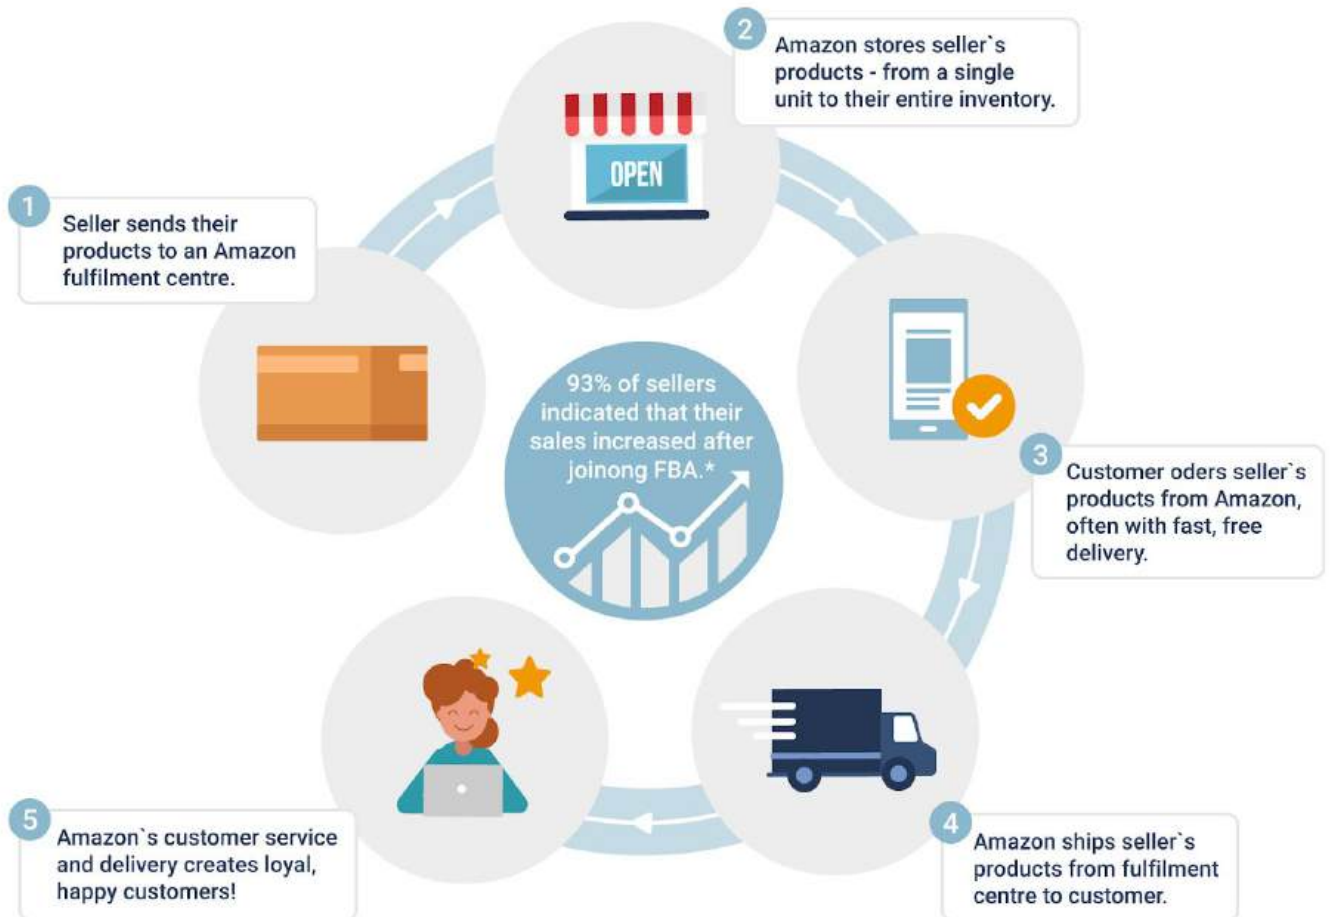 1
Seller sends their
products to an Amazon
fulfilment centre.
2
Amazon stores seller`s
products - from a single
unit to their entire inventory.
OPEN
3
Customer oders seller`s
products from Amazon,
often with fast, free
delivery.
4
Amazon ships seller`s
products from fulfilment
centre to customer.
5
Amazon`s customer service
and delivery creates loyal,
happy customers!
93% of sellers
indicated that their
sales increased after
joinong FBA.*